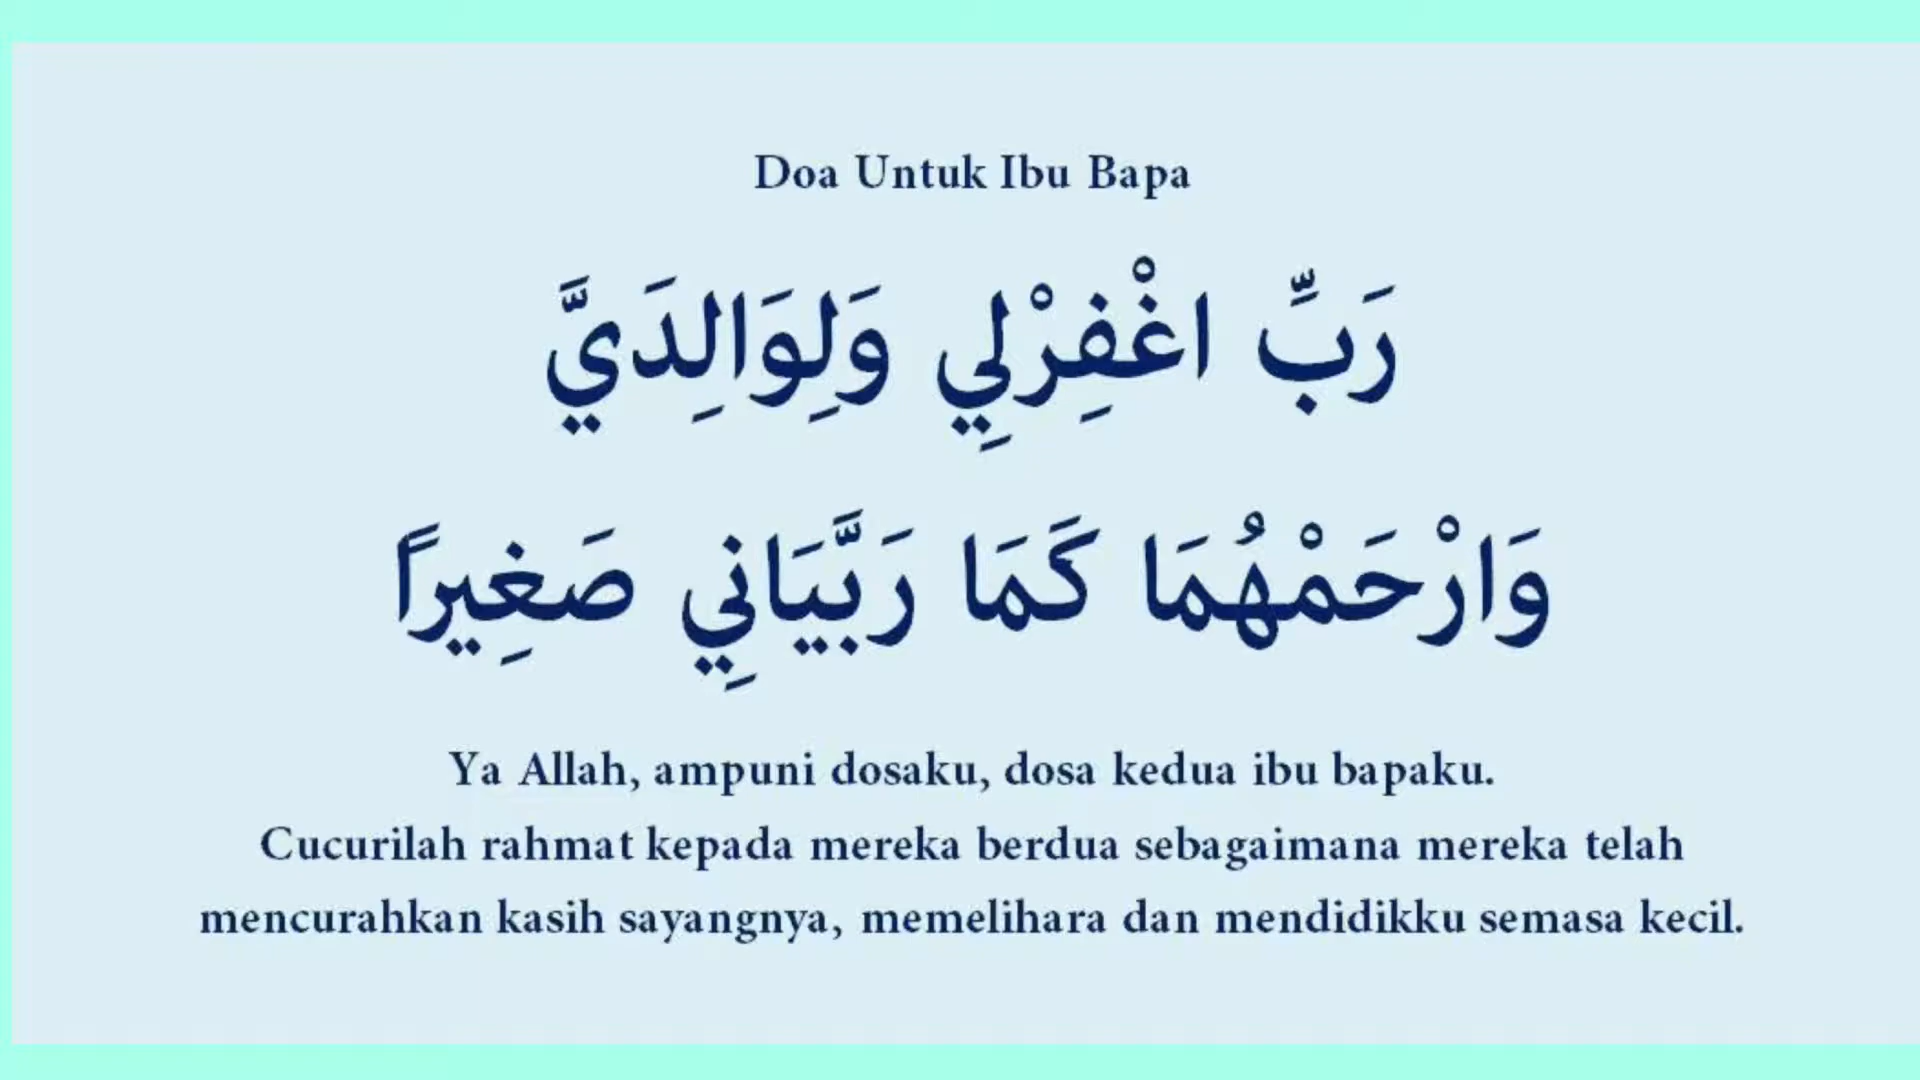 Doa Untuk Ibu Bapa
رَبِّ اغْفِرْلِي وَلِوَالِدَيَّ
وَارْحَمْهُمَا كَمَا رَبَّيَانِي صَغِيراً
Ya Allah, ampuni dosaku, dosa kedua ibu bapaku.
Cucurilah rahmat kepada mereka berdua sebagaimana mereka telah
mencurahkan kasih sayangnya, memelihara dan mendidikku semasa kecil.